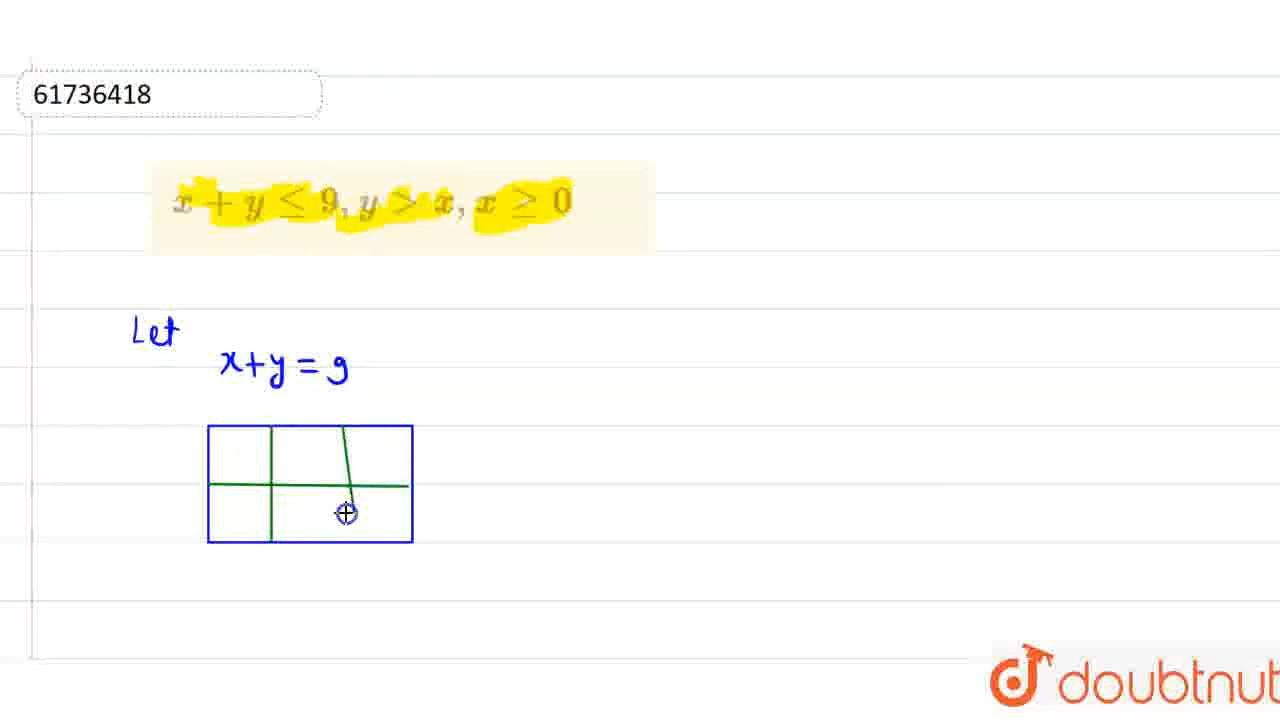 61736418
x + y ≤ 9, y > x, x ≥ 0
Let
x+y = 9
doubtnut